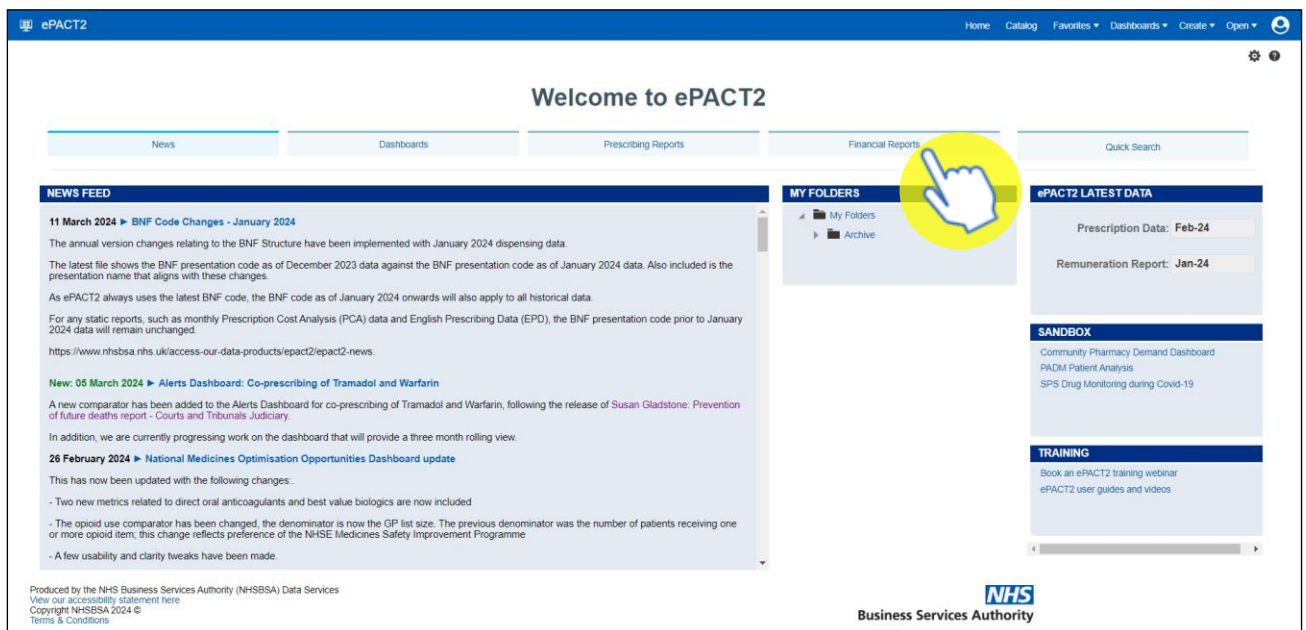 ePACT2
Home Catalog Favorites Dashboards Create Open
Welcome to ePACT2
News Dashboards Prescribing Reports Financial Reports Quick Search
NEWS FEED
11 March 2024 ► BNF Code Changes - January 2024
The annual version changes relating to the BNF Structure have been implemented with January 2024 dispensing data.
The latest file shows the BNF presentation code as of December 2023 data against the BNF presentation code as of January 2024 data. Also included is the
presentation name that aligns with these changes.
As ePACT2 always uses the latest BNF code, the BNF code as of January 2024 onwards will also apply to all historical data.
For any static reports, such as monthly Prescription Cost Analysis (PCA) data and English Prescribing Data (EPD), the BNF presentation code prior to January
2024 data will remain unchanged.
https://www.nhsbsa.nhs.uk/access-our-data-products/epact2/epact2-news.
New: 05 March 2024 ► Alerts Dashboard: Co-prescribing of Tramadol and Warfarin
A new comparator has been added to the Alerts Dashboard for co-prescribing of Tramadol and Warfarin, following the release of Susan Gladstone: Prevention
of future deaths report - Courts and Tribunals Judiciary.
In addition, we are currently progressing work on the dashboard that will provide a three month rolling view.
26 February 2024 ► National Medicines Optimisation Opportunities Dashboard update
This has now been updated with the following changes:.
- Two new metrics related to direct oral anticoagulants and best value biologics are now included
- The opioid use comparator has been changed, the denominator is now the GP list size. The previous denominator was the number of patients receiving one
or more opioid item; this change reflects preference of the NHSE Medicines Safety Improvement Programme
- A few usability and clarity tweaks have been made.
MY FOLDERS
My Folders
Archive
ePACT2 LATEST DATA
Prescription Data: Feb-24
Remuneration Report: Jan-24
SANDBOX
Community Pharmacy Demand Dashboard
PADM Patient Analysis
SPS Drug Monitoring during Covid-19
TRAINING
Book an ePACT2 training webinar
ePACT2 user guides and videos
Produced by the NHS Business Services Authority (NHSBSA) Data Services
View our accessibility statement here
Copyright NHSBSA 2024 ©
Terms & Conditions
NHS
Business Services Authority